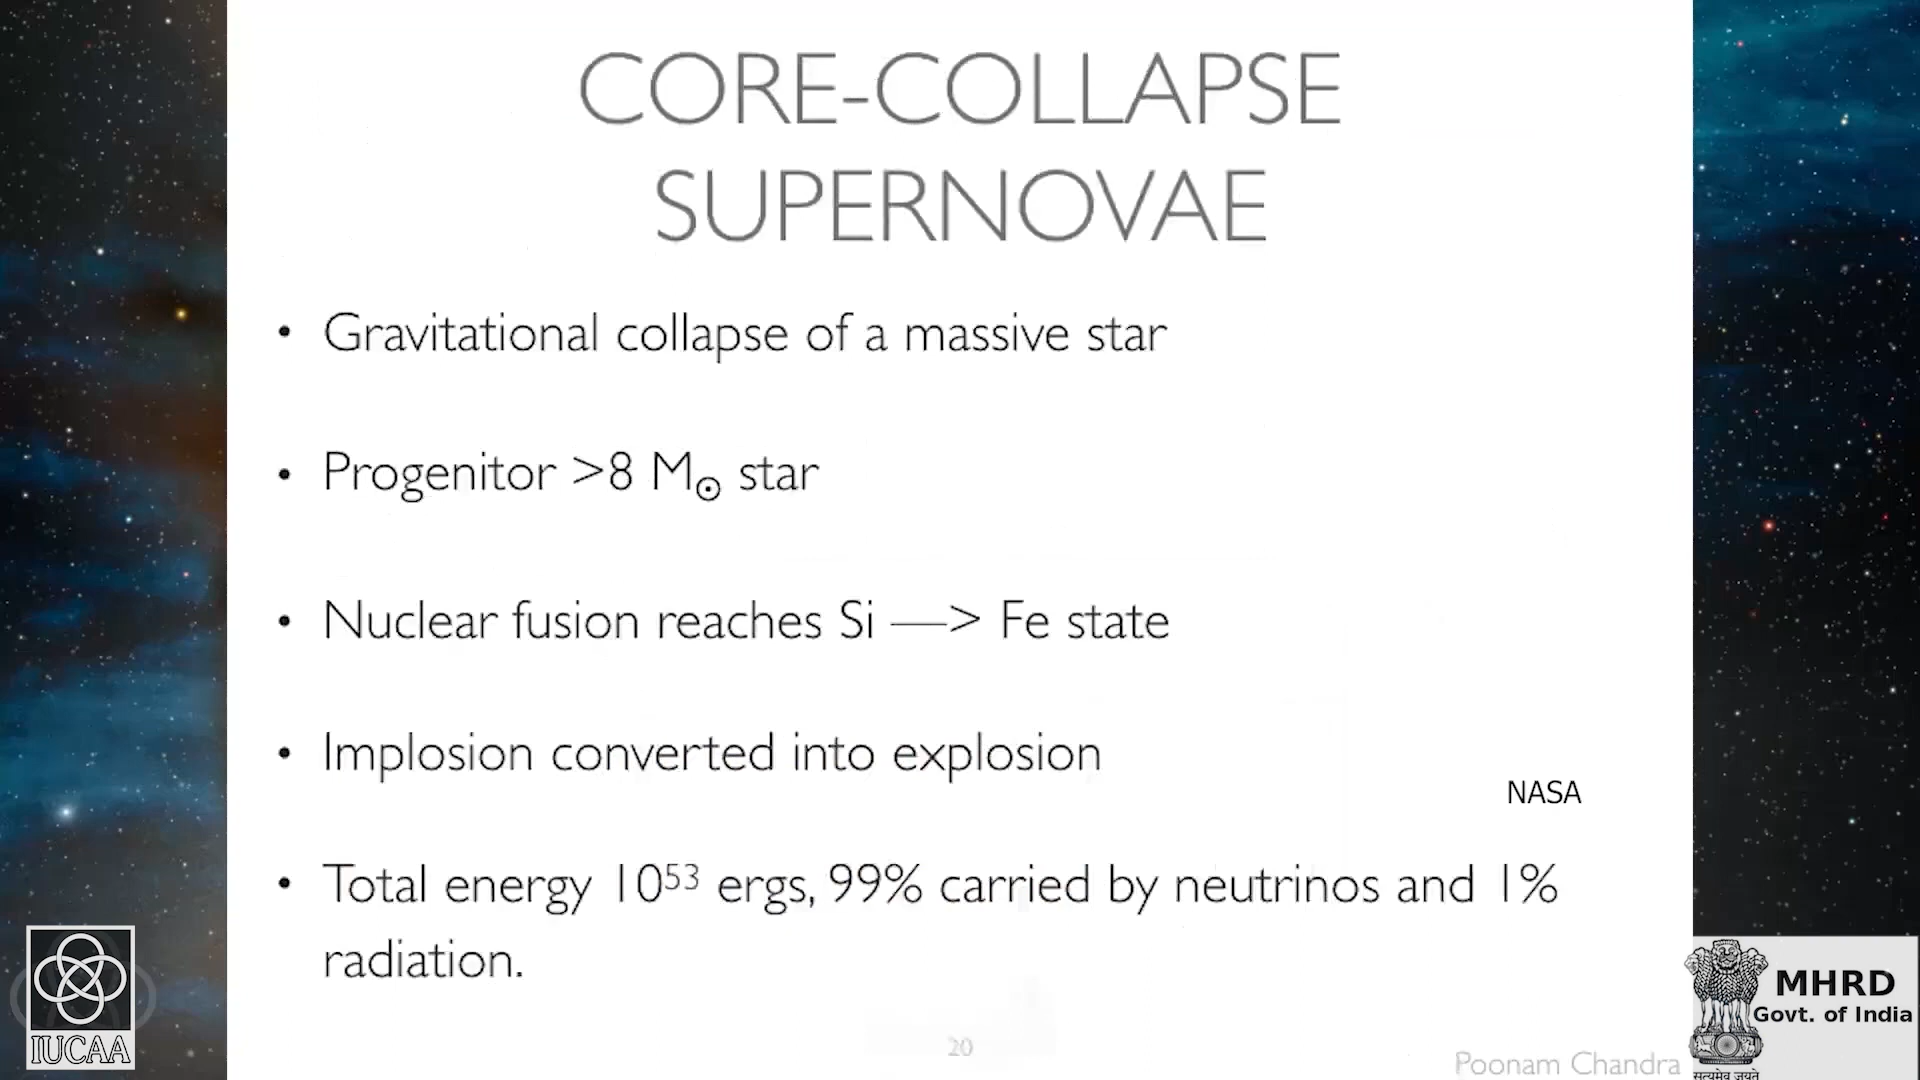 CORE-COLLAPSE
SUPERNOVAE
• Gravitational collapse of a massive star
• Progenitor >8 M⊙ star
• Nuclear fusion reaches Si —> Fe state
• Implosion converted into explosion
NASA
• Total energy 10⁵³ ergs, 99% carried by neutrinos and 1%
radiation.
20
Poonam Chandra
IUCAA
MHRD
Govt. of India
सत्यमेव जयते